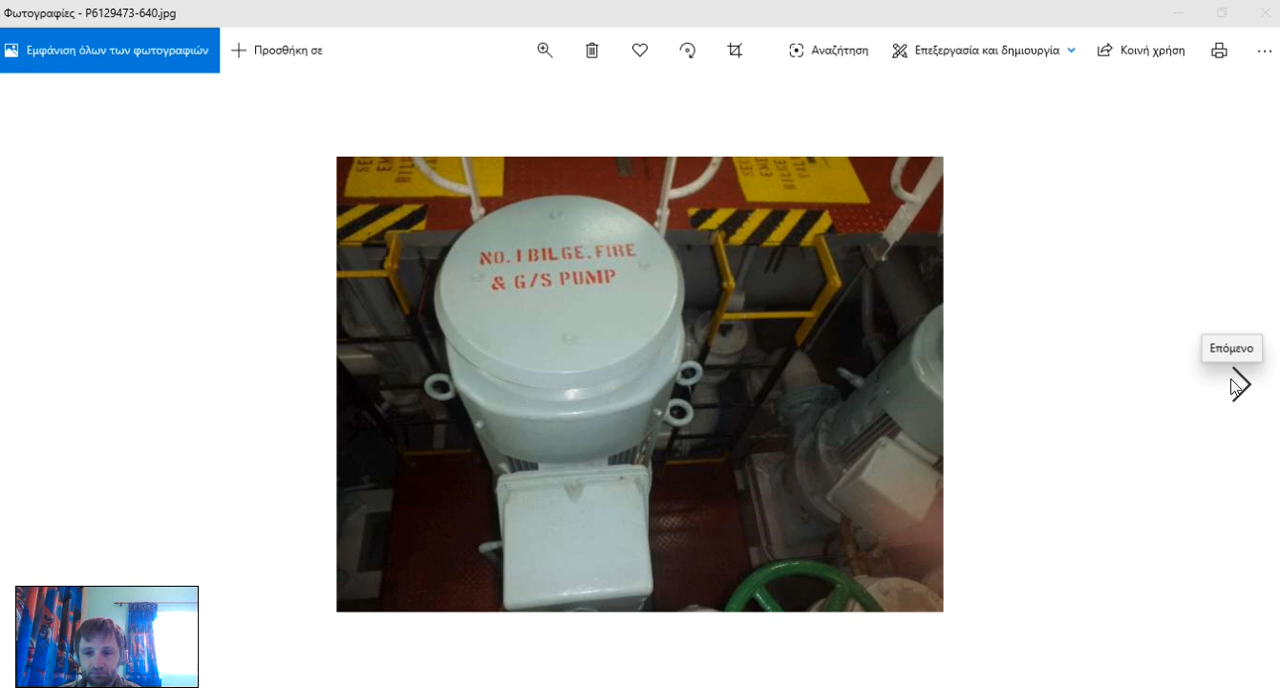 Φωτογραφίες - P6129473-640.jpg
Εμφάνιση όλων των φωτογραφιών
Προσθήκη σε
Αναζήτηση
Επεξεργασία και δημιουργία
Κοινή χρήση
NO. 1 BILGE, FIRE
& G/S PUMP
Επόμενο